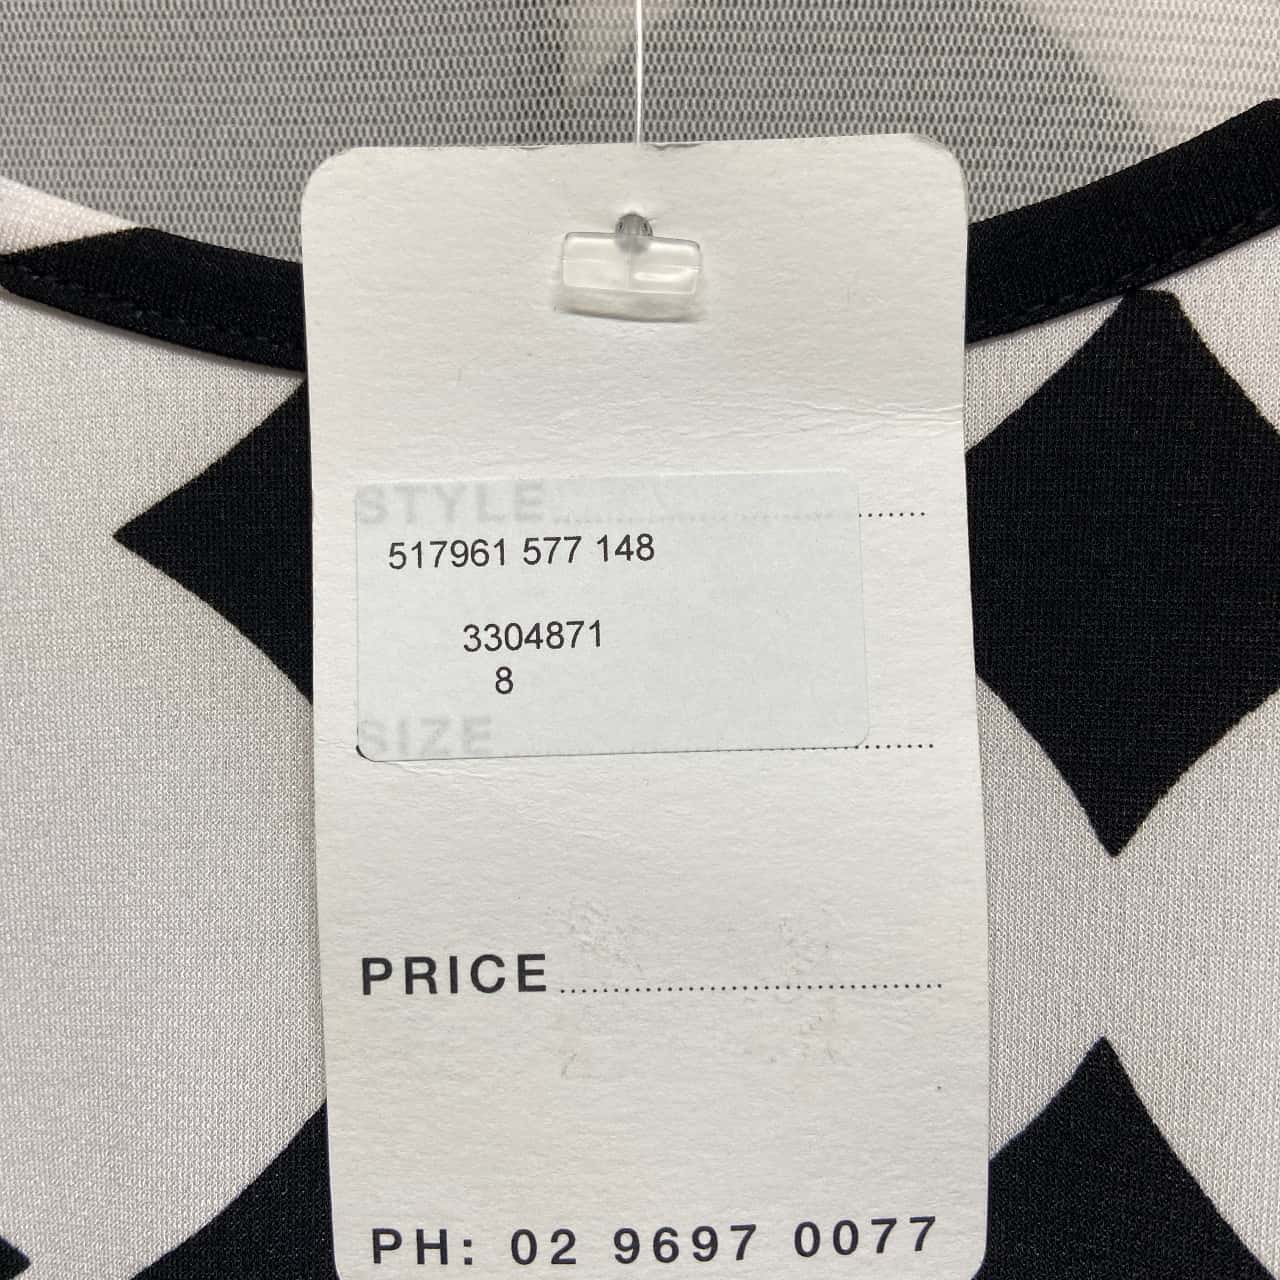 STYLE
517961 577 148
3304871
8
SIZE
PRICE
PH: 02 9697 0077